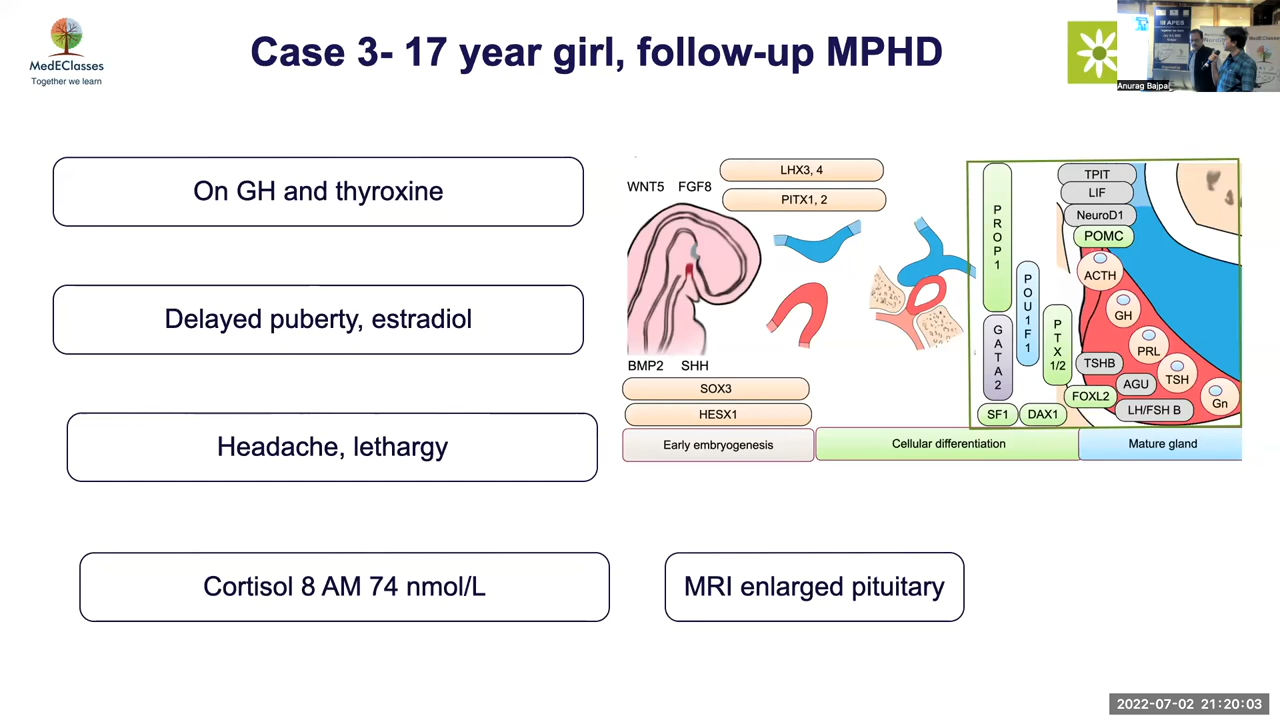 MedEClasses
Together we learn
Case 3- 17 year girl, follow-up MPHD
III APES
Anurag Bajpai
On GH and thyroxine
Delayed puberty, estradiol
Headache, lethargy
Cortisol 8 AM 74 nmol/L
MRI enlarged pituitary
WNT5 FGF8
LHX3, 4
PITX1, 2
BMP2 SHH
SOX3
HESX1
Early embryogenesis
Cellular differentiation
Mature gland
PROP1
GATA2
POU1F1
PTX1/2
SF1
DAX1
TPIT
LIF
NeuroD1
POMC
ACTH
GH
PRL
TSH
Gn
TSHB
AGU
FOXL2
LH/FSH B
2022-07-02 21:20:03